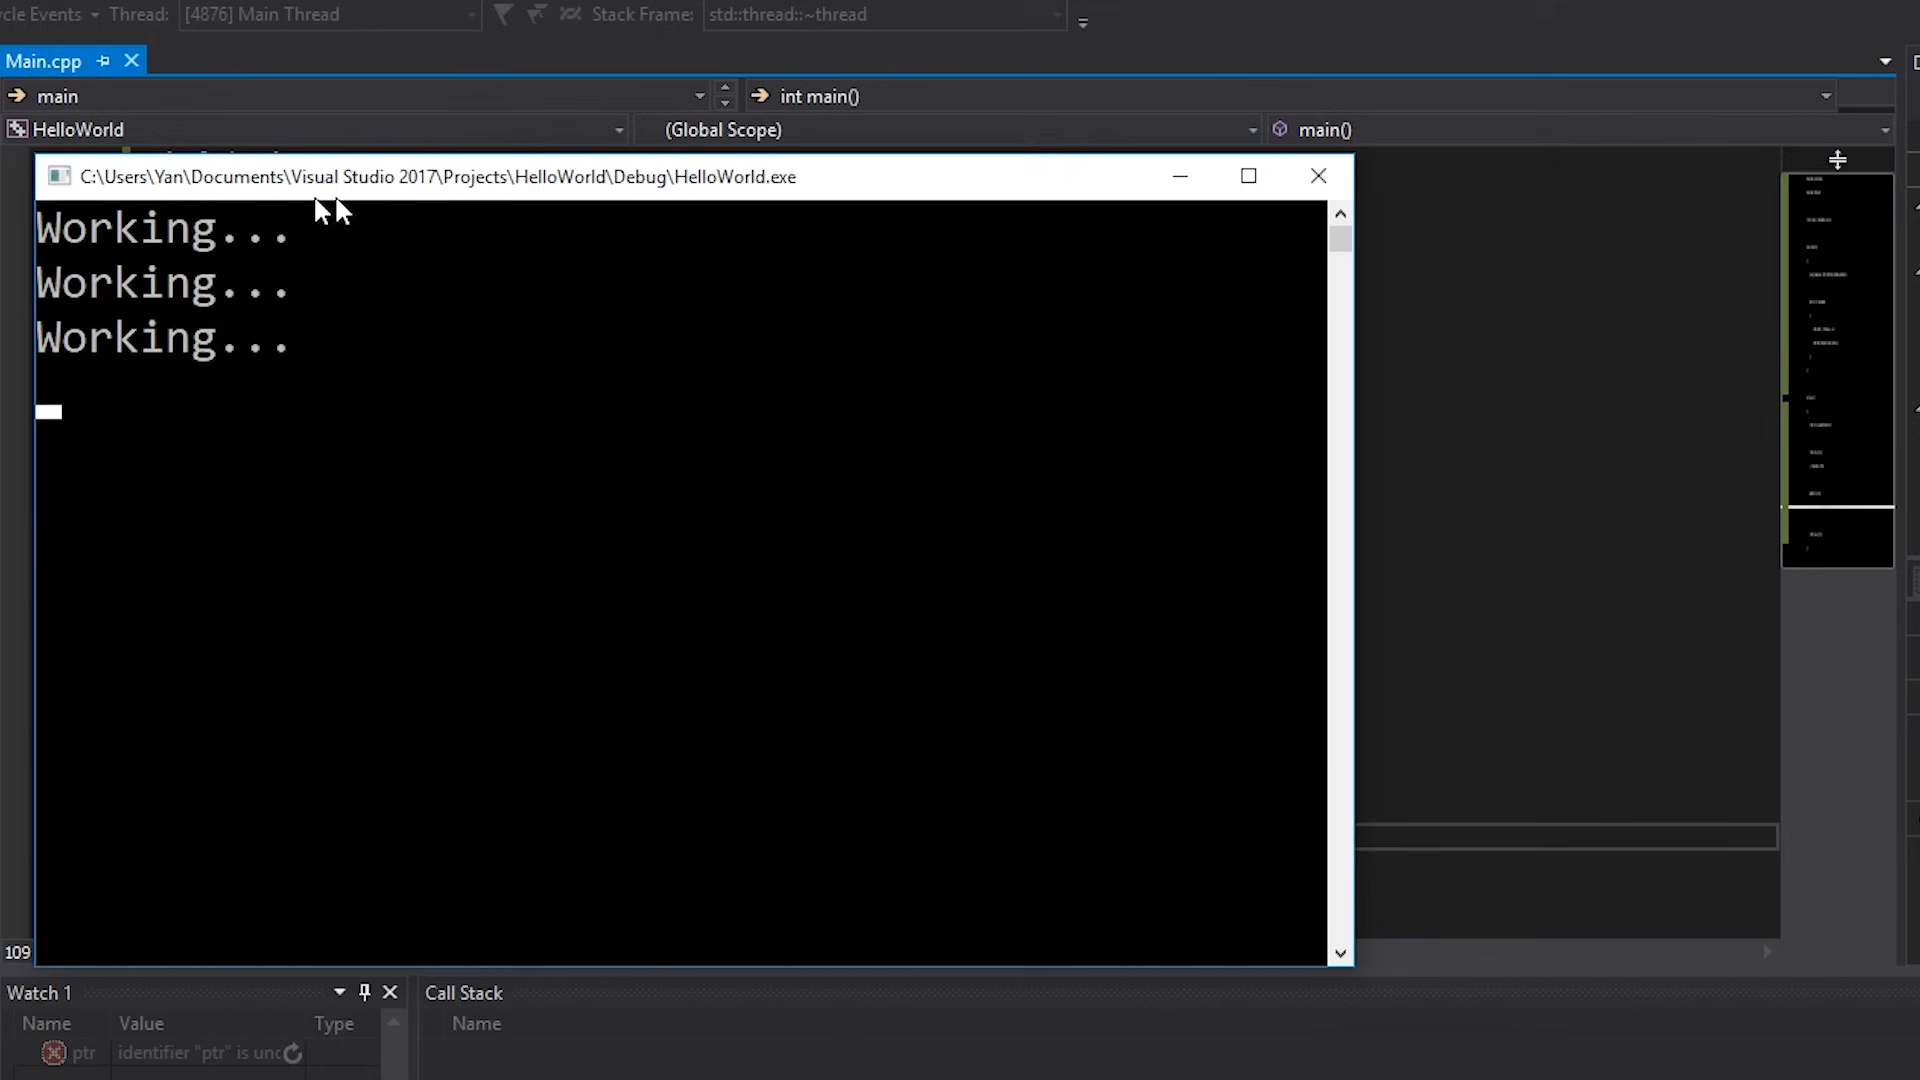 cle Events Thread: [4876] Main Thread Stack Frame: std::thread::~thread
Main.cpp
main int main()
HelloWorld (Global Scope) main()
C:\Users\Yan\Documents\Visual Studio 2017\Projects\HelloWorld\Debug\HelloWorld.exe
Working...
Working...
Working...
109
Watch 1 Call Stack
Name Value Type Name
ptr identifier "ptr" is unc